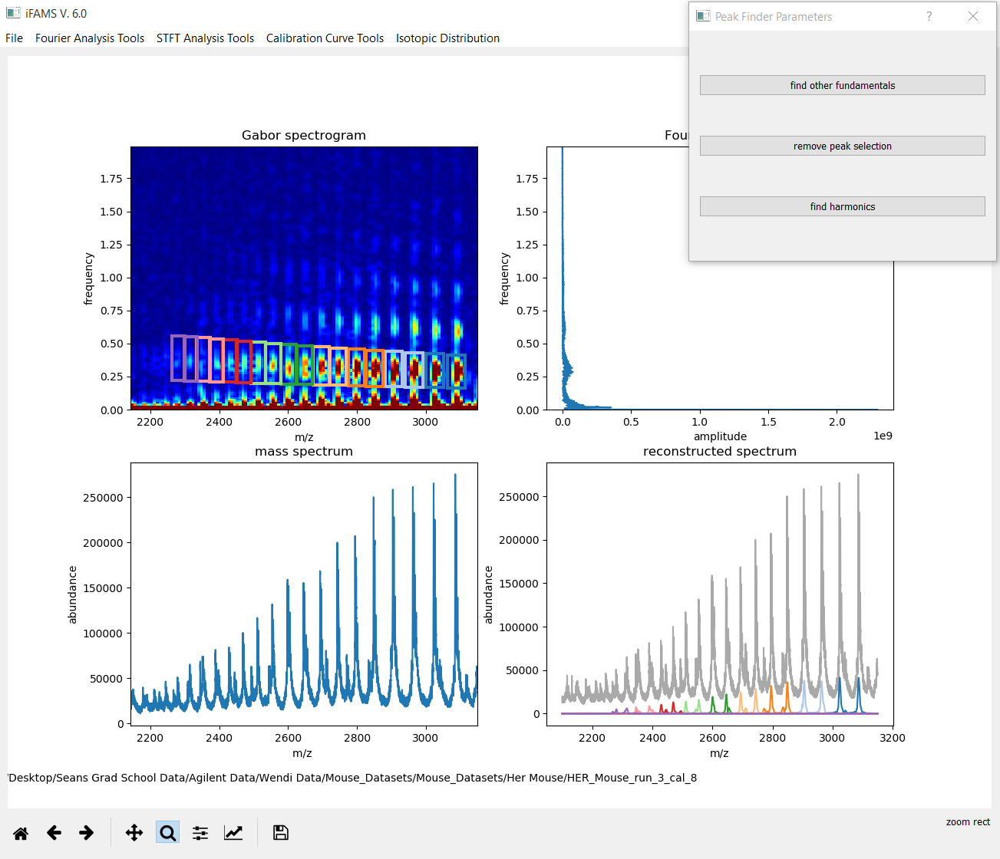 iFAMS V. 6.0
File Fourier Analysis Tools STFT Analysis Tools Calibration Curve Tools Isotopic Distribution
Peak Finder Parameters ?
find other fundamentals
remove peak selection
find harmonics
Gabor spectrogram
1.75
1.50
1.25
1.00
0.75
0.50
0.25
0.00
frequency
2200 2400 2600 2800 3000
m/z
Four
1.75
1.50
1.25
1.00
0.75
0.50
0.25
0.00
frequency
0.0 0.5 1.0 1.5 2.0
1e9
amplitude
mass spectrum
250000
200000
150000
100000
50000
0
abundance
2200 2400 2600 2800 3000
m/z
reconstructed spectrum
250000
200000
150000
100000
50000
0
abundance
2200 2400 2600 2800 3000 3200
m/z
/Desktop/Seans Grad School Data/Agilent Data/Wendi Data/Mouse_Datasets/Mouse_Datasets/Her Mouse/HER_Mouse_run_3_cal_8
zoom rect